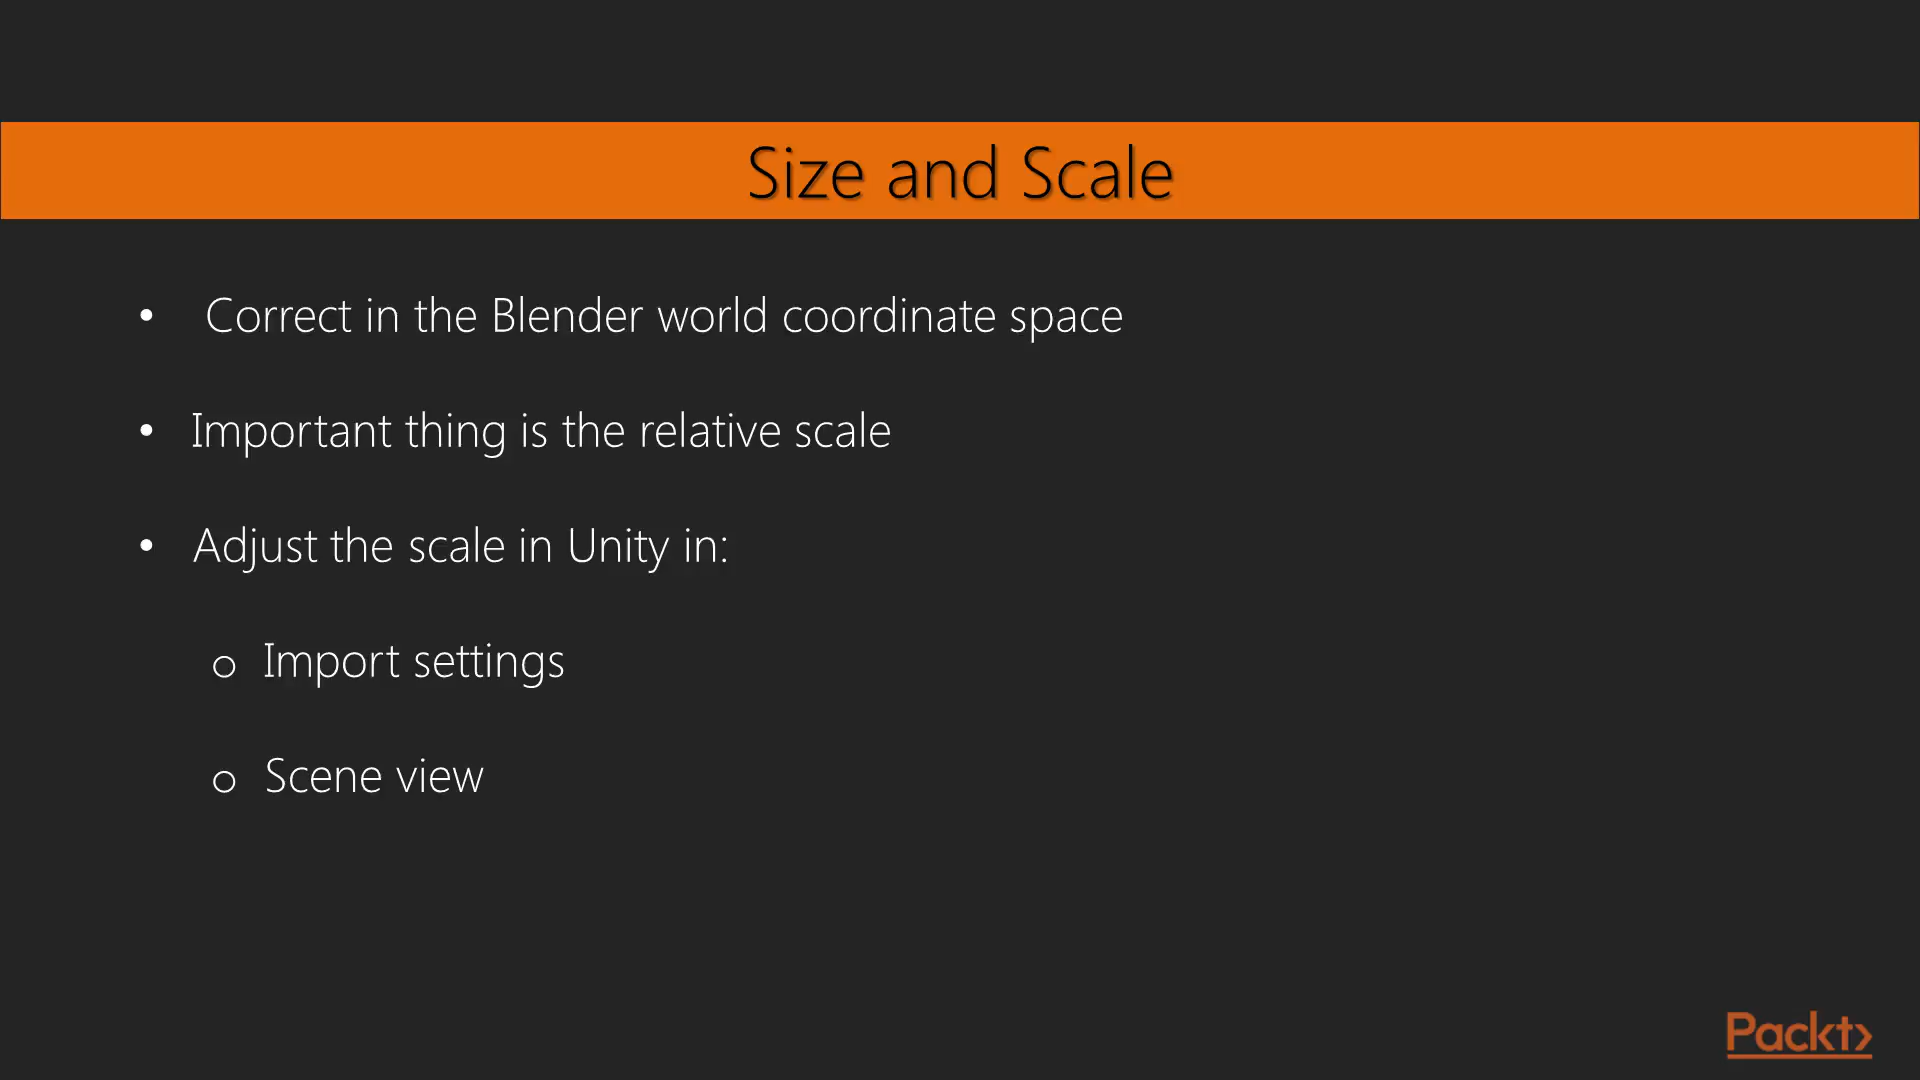 Size and Scale
• Correct in the Blender world coordinate space
• Important thing is the relative scale
• Adjust the scale in Unity in:
o Import settings
o Scene view
Packt>